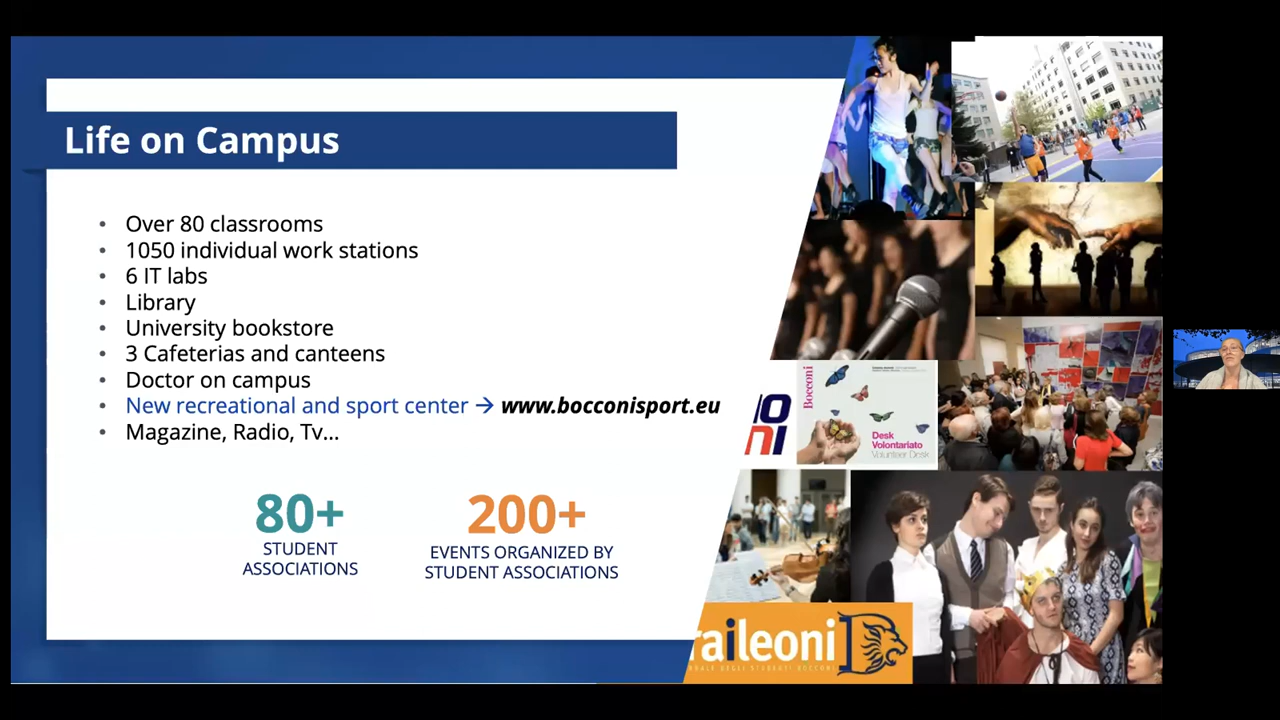 Life on Campus
• Over 80 classrooms
• 1050 individual work stations
• 6 IT labs
• Library
• University bookstore
• 3 Cafeterias and canteens
• Doctor on campus
• New recreational and sport center → www.bocconisport.eu
• Magazine, Radio, Tv...
80+
STUDENT
ASSOCIATIONS
200+
EVENTS ORGANIZED BY
STUDENT ASSOCIATIONS
Bocconi
Desk
Volontariato
Volunteer Desk
raileoni